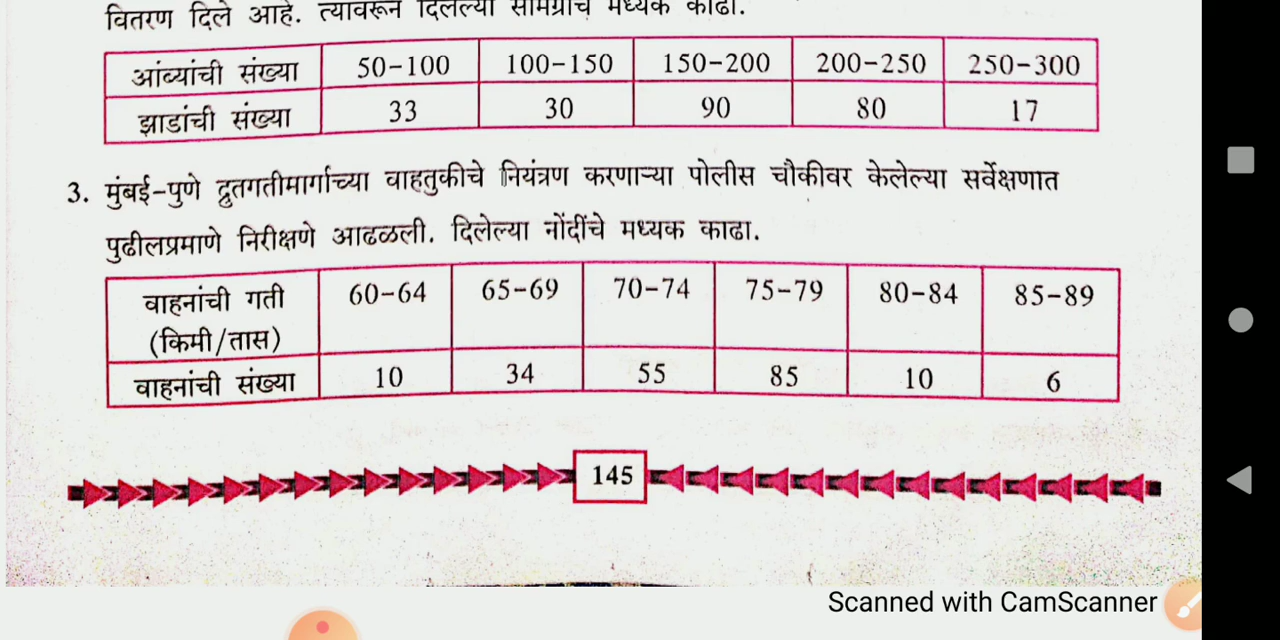 वितरण दिले आहे. त्यावरून दिलेल्या सामग्रीचे मध्यक काढा.
आंब्यांची संख्या 50-100 100-150 150-200 200-250 250-300
झाडांची संख्या 33 30 90 80 17
3. मुंबई-पुणे द्रुतगतीमार्गाच्या वाहतुकीचे नियंत्रण करणाऱ्या पोलीस चौकीवर केलेल्या सर्वेक्षणात
पुढीलप्रमाणे निरीक्षणे आढळली. दिलेल्या नोंदींचे मध्यक काढा.
वाहनांची गती 60-64 65-69 70-74 75-79 80-84 85-89
(किमी/तास)
वाहनांची संख्या 10 34 55 85 10 6
145
Scanned with CamScanner